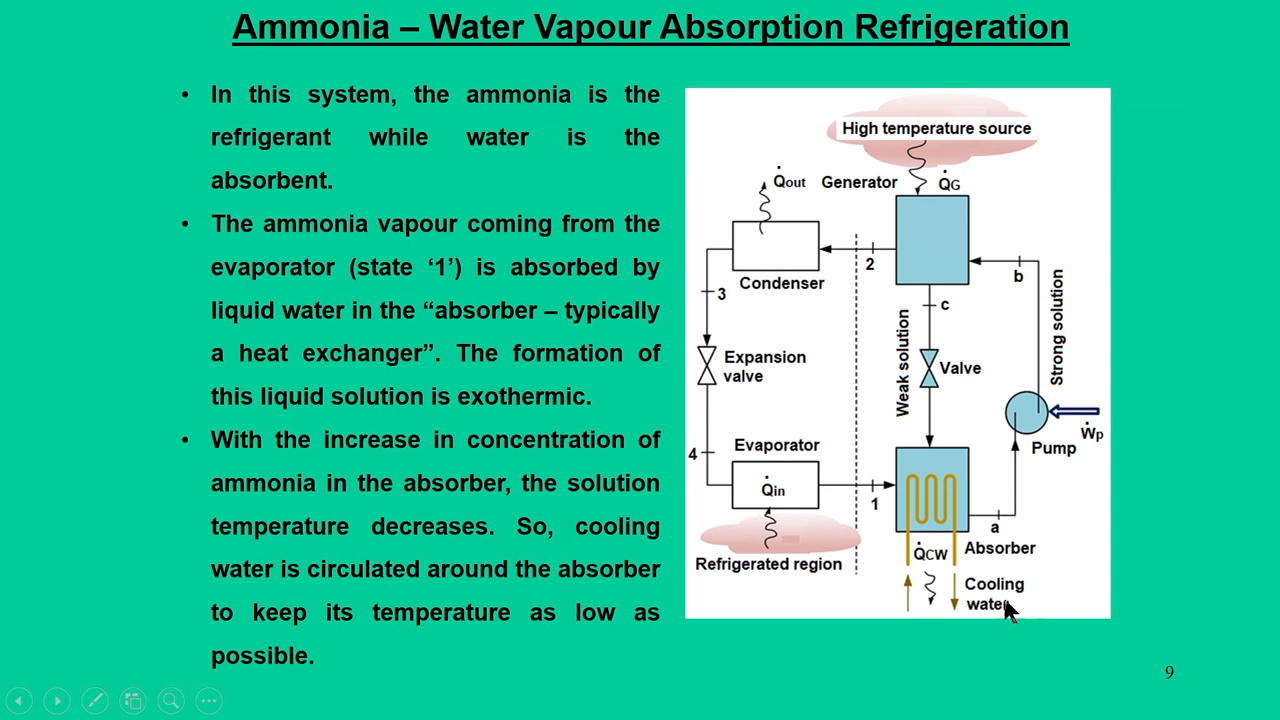 Ammonia – Water Vapour Absorption Refrigeration
• In this system, the ammonia is the
refrigerant while water is the
absorbent.
• The ammonia vapour coming from the
evaporator (state ‘1’) is absorbed by
liquid water in the “absorber – typically
a heat exchanger”. The formation of
this liquid solution is exothermic.
• With the increase in concentration of
ammonia in the absorber, the solution
temperature decreases. So, cooling
water is circulated around the absorber
to keep its temperature as low as
possible.
High temperature source
Q̇out
Generator
Q̇G
2
b
Condenser
3
c
Expansion
valve
Weak solution
Valve
Strong solution
Ẇp
Pump
Evaporator
4
Q̇in
1
a
Absorber
Q̇CW
Refrigerated region
Cooling
water
9